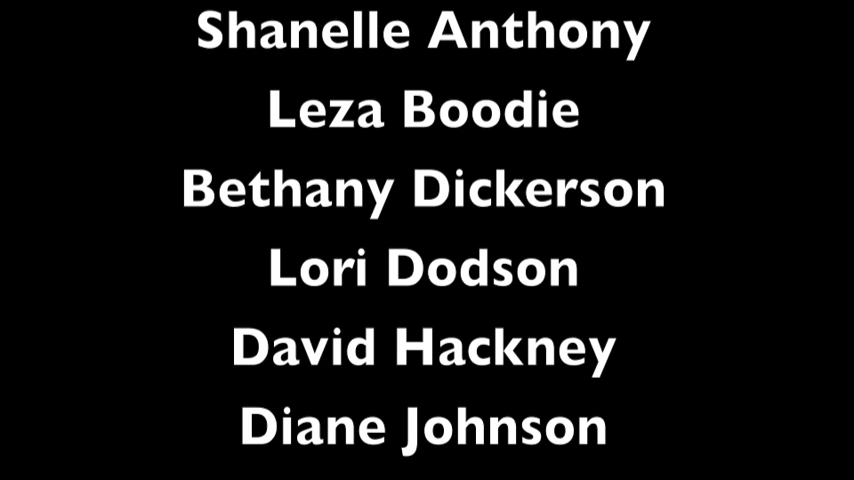 Shanelle Anthony
Leza Boodie
Bethany Dickerson
Lori Dodson
David Hackney
Diane Johnson